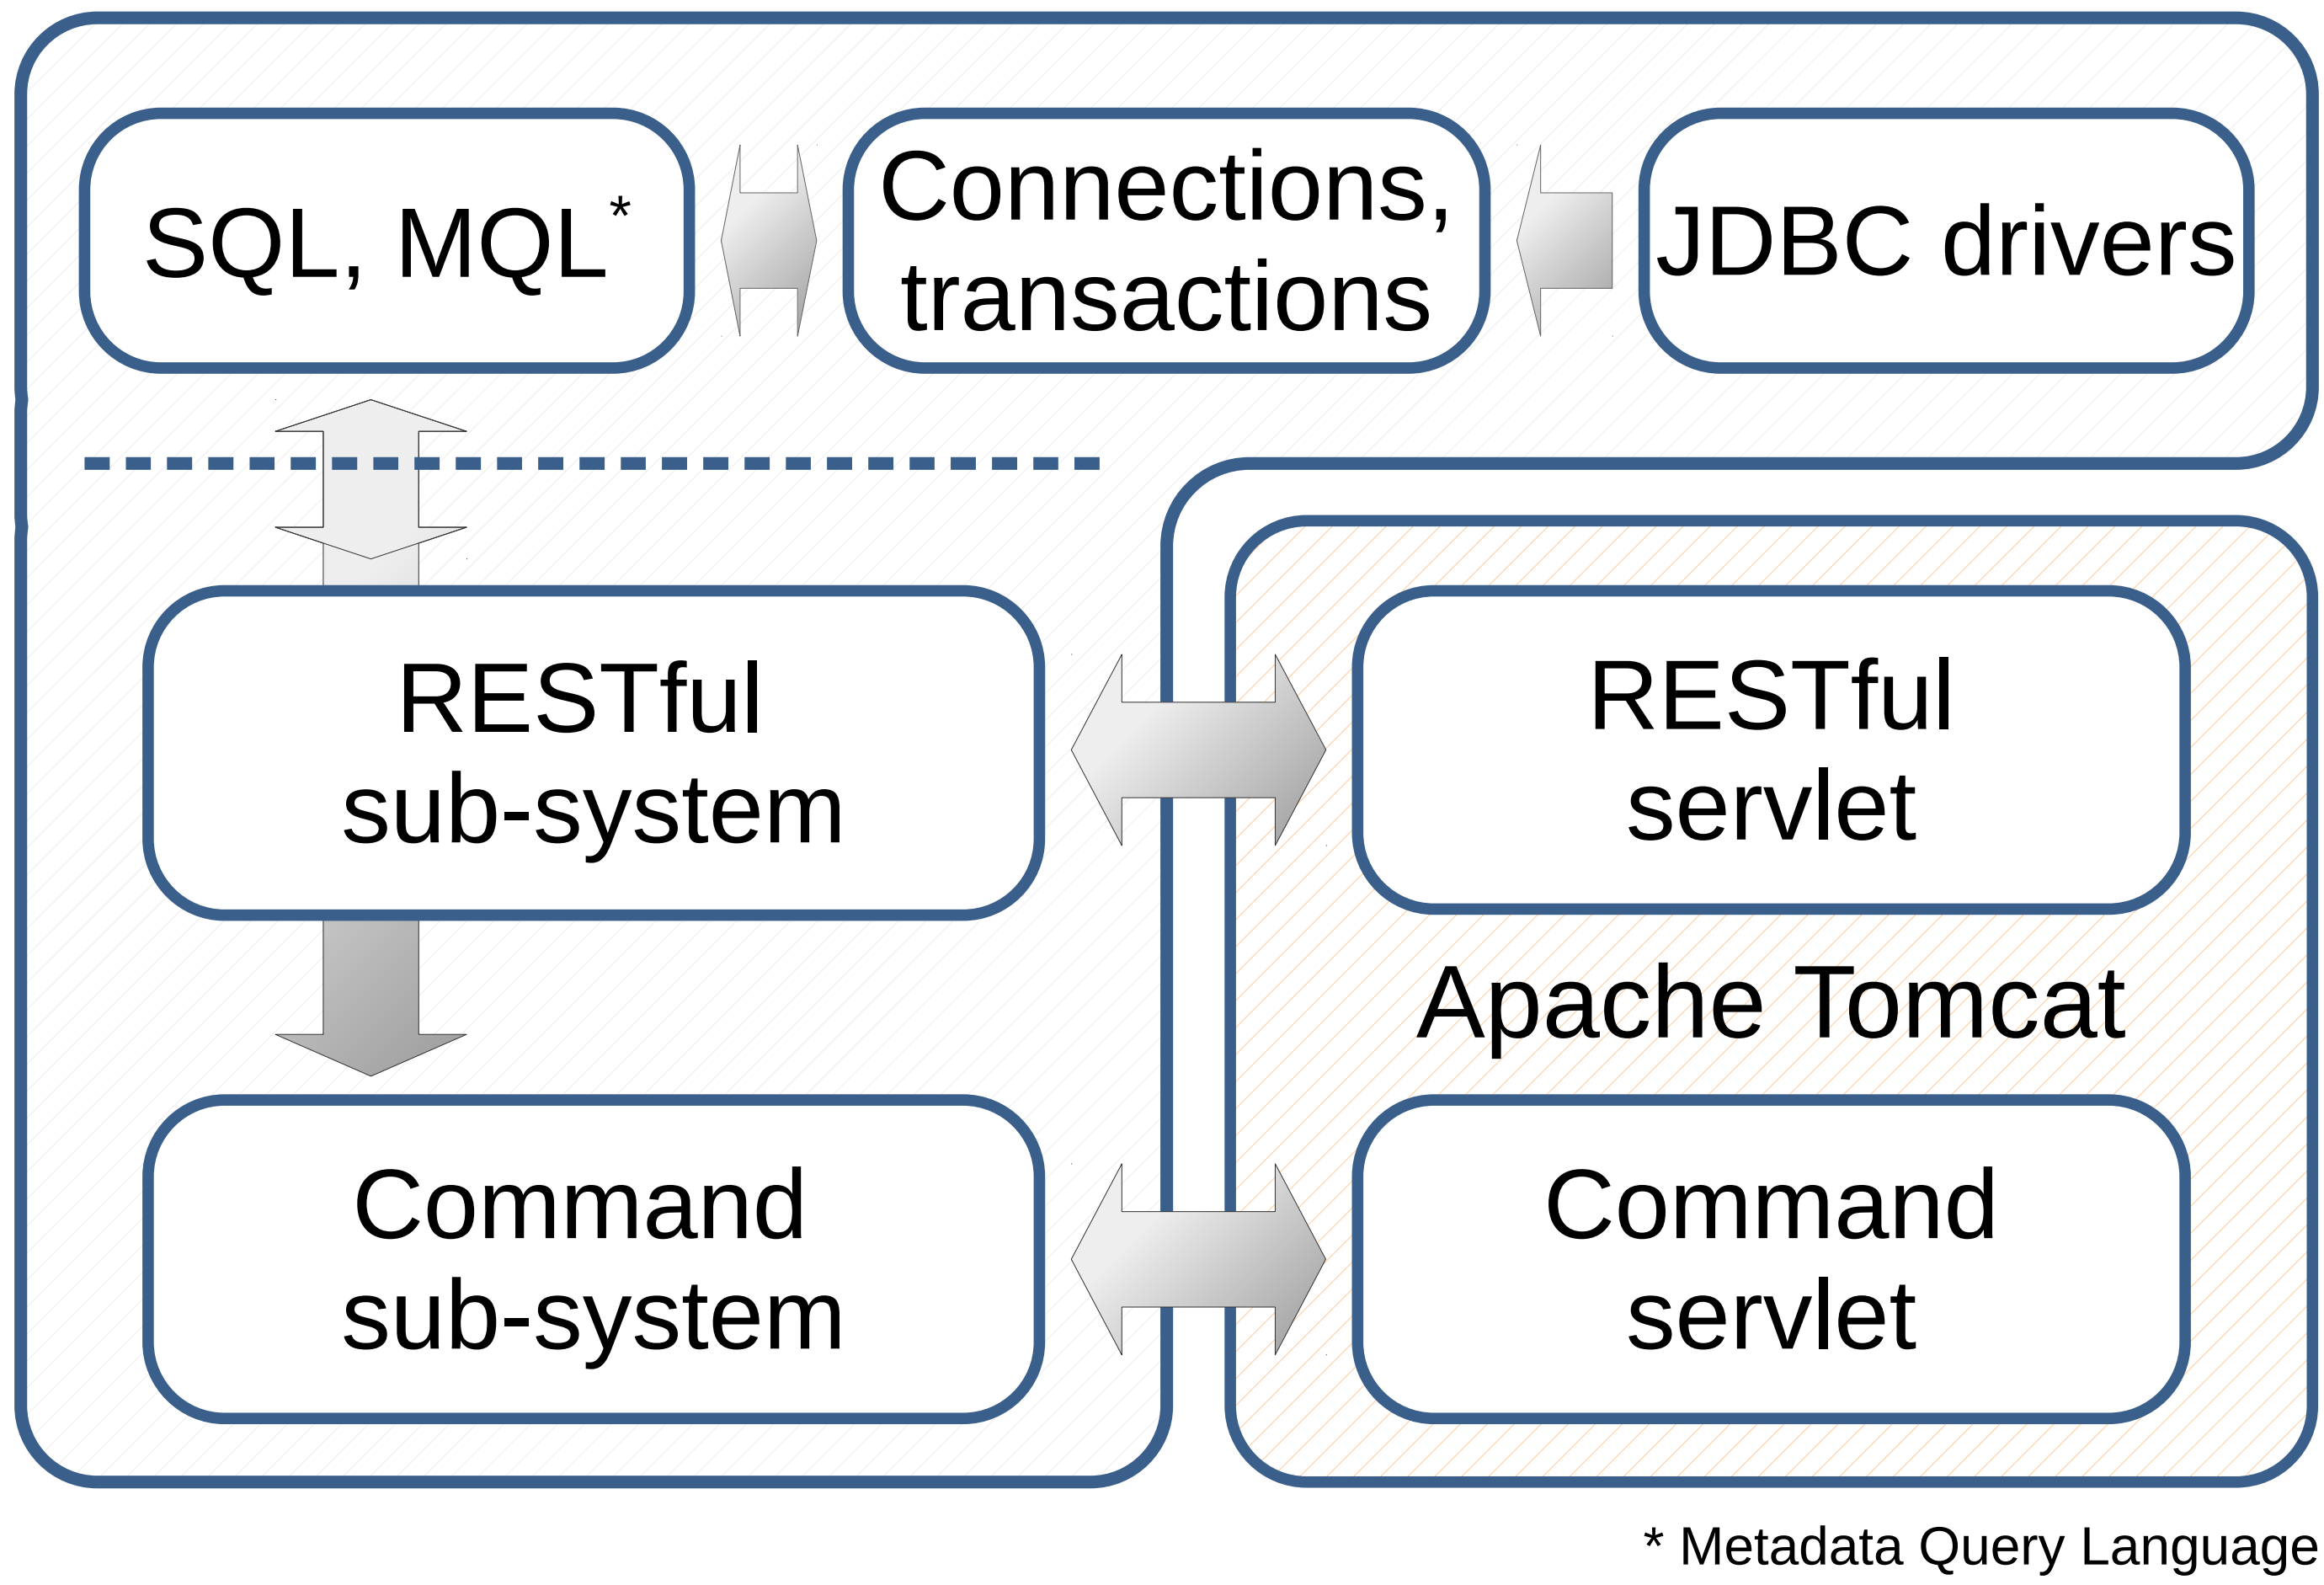 SQL, MQL*
Connections,
transactions
JDBC drivers
RESTful
sub-system
RESTful
servlet
Apache Tomcat
Command
sub-system
Command
servlet
* Metadata Query Language